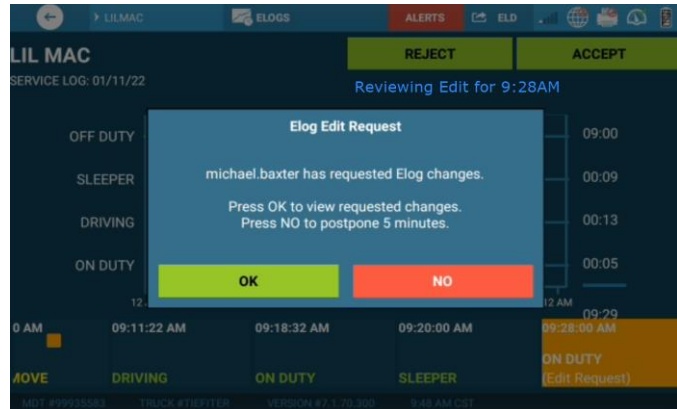 LILMAC
ELOGS
ALERTS
ELD
LIL MAC
REJECT
ACCEPT
SERVICE LOG: 01/11/22
Reviewing Edit for 9:28AM
Elog Edit Request
OFF DUTY
09:00
michael.baxter has requested Elog changes.
SLEEPER
00:09
Press OK to view requested changes.
Press NO to postpone 5 minutes.
DRIVING
00:13
ON DUTY
00:05
OK
NO
12
12 AM
09:29
0 AM
09:11:22 AM
09:18:32 AM
09:20:00 AM
09:28:00 AM
MOVE
DRIVING
ON DUTY
SLEEPER
ON DUTY
(Edit Request)
MDT #99935583
TRUCK #TIEFITER
VERSION #7.1.70.300
9:48 AM CST